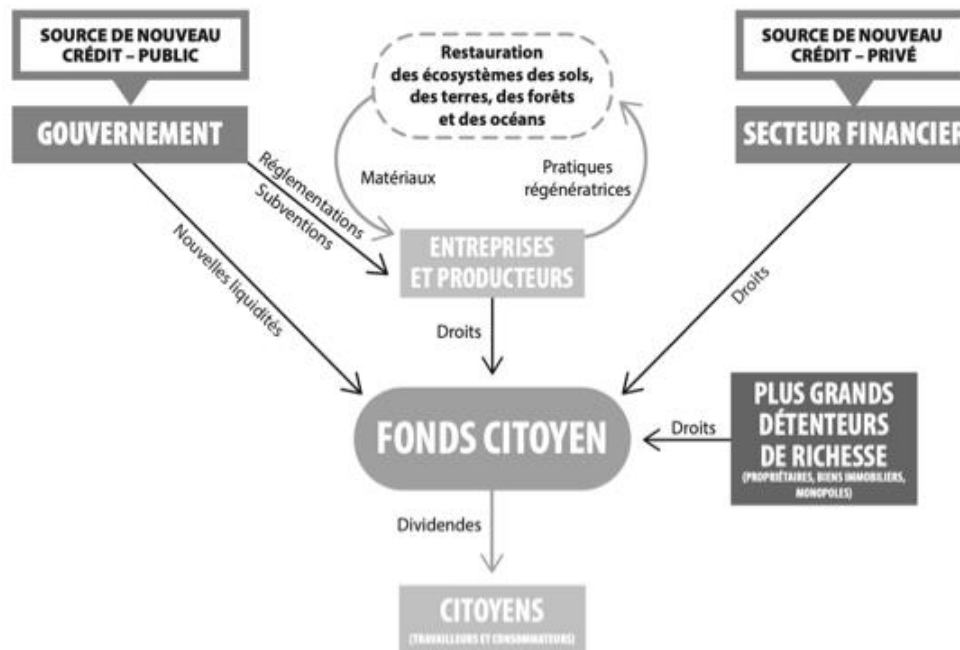 SOURCE DE NOUVEAU
CRÉDIT – PUBLIC
GOUVERNEMENT
Restauration
des écosystèmes des sols,
des terres, des forêts
et des océans
SOURCE DE NOUVEAU
CRÉDIT – PRIVÉ
SECTEUR FINANCIER
Réglementations
Subventions
Matériaux
Pratiques
régénératrices
Nouvelles liquidités
ENTREPRISES
ET PRODUCTEURS
Droits
Droits
FONDS CITOYEN
Droits
PLUS GRANDS
DÉTENTEURS
DE RICHESSE
(PROPRIÉTAIRES, BIENS IMMOBILIERS,
MONOPOLES)
Dividendes
CITOYENS
(TRAVAILLEURS ET CONSOMMATEURS)